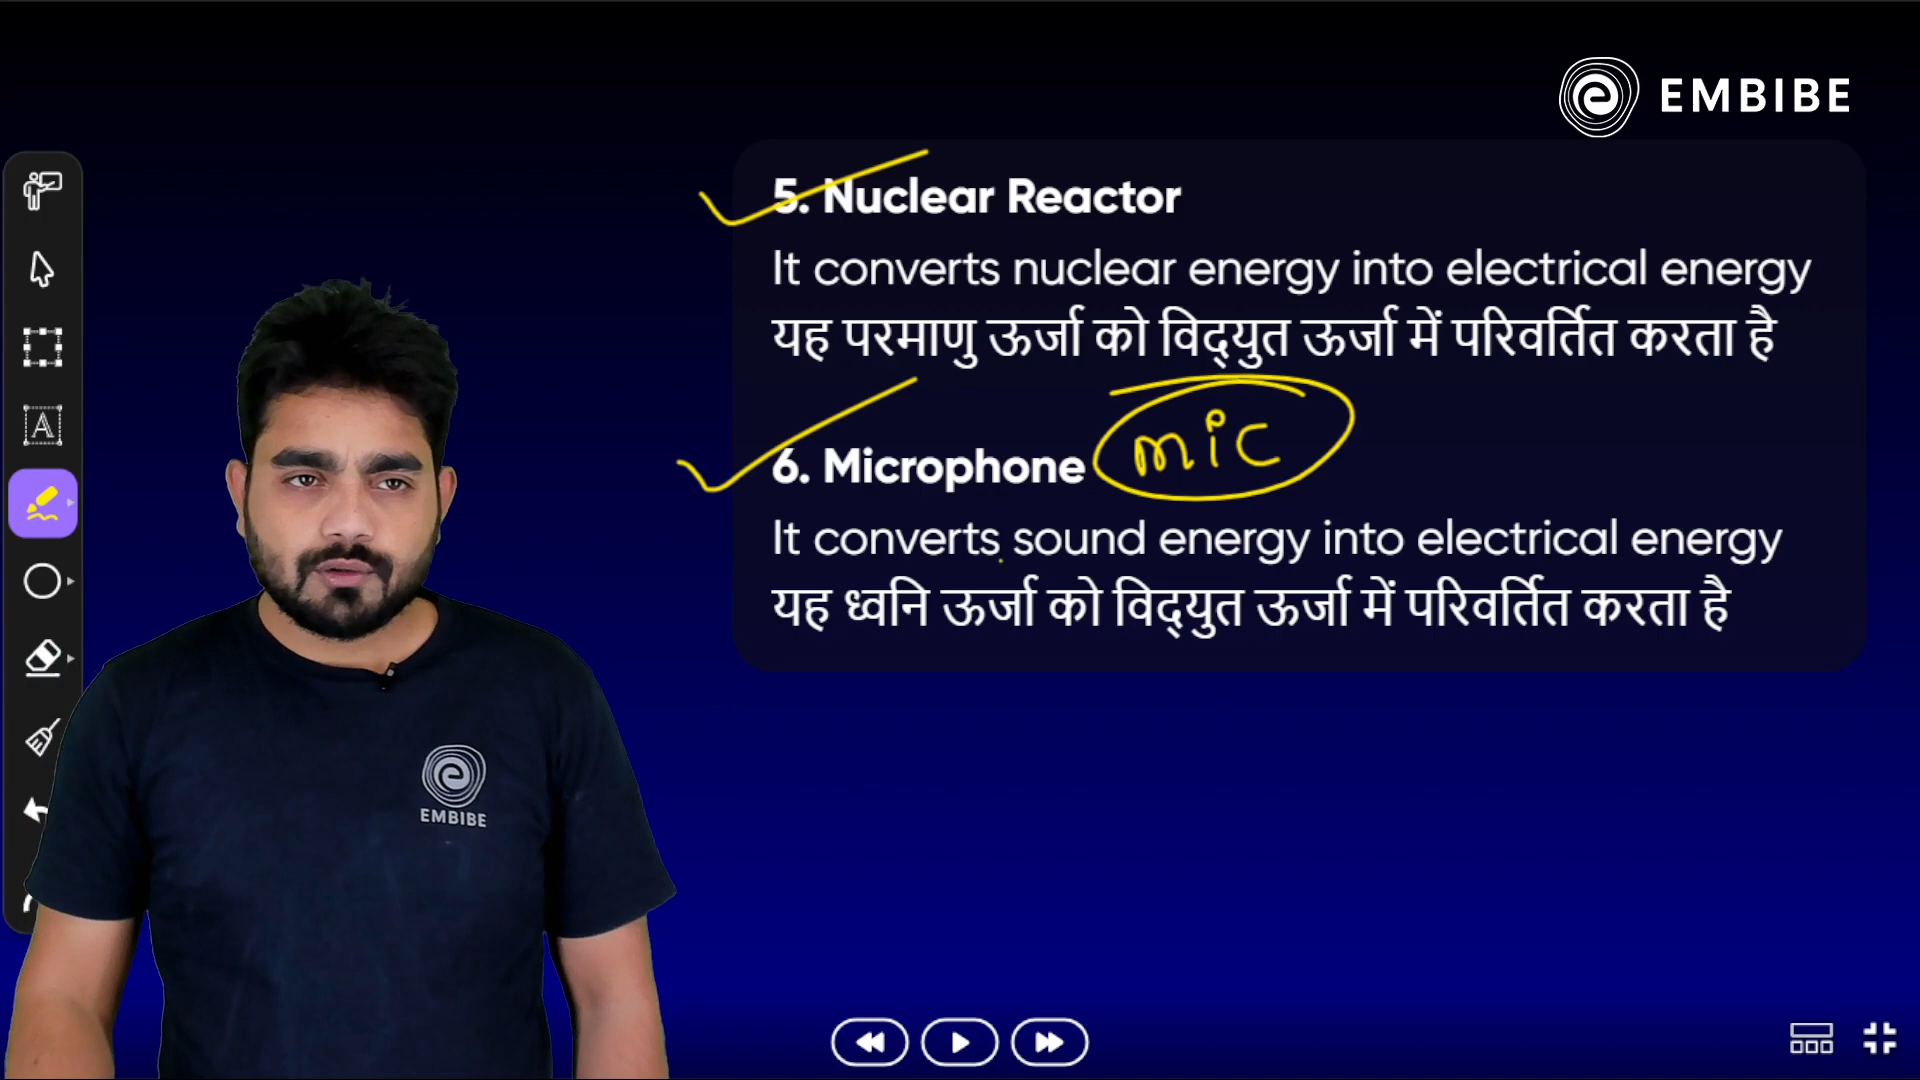 EMBIBE
5. Nuclear Reactor
It converts nuclear energy into electrical energy
यह परमाणु ऊर्जा को विद्‌युत ऊर्जा में परिवर्तित करता है
6. Microphone mic
It converts sound energy into electrical energy
यह ध्वनि ऊर्जा को विद्‌युत ऊर्जा में परिवर्तित करता है
EMBIBE